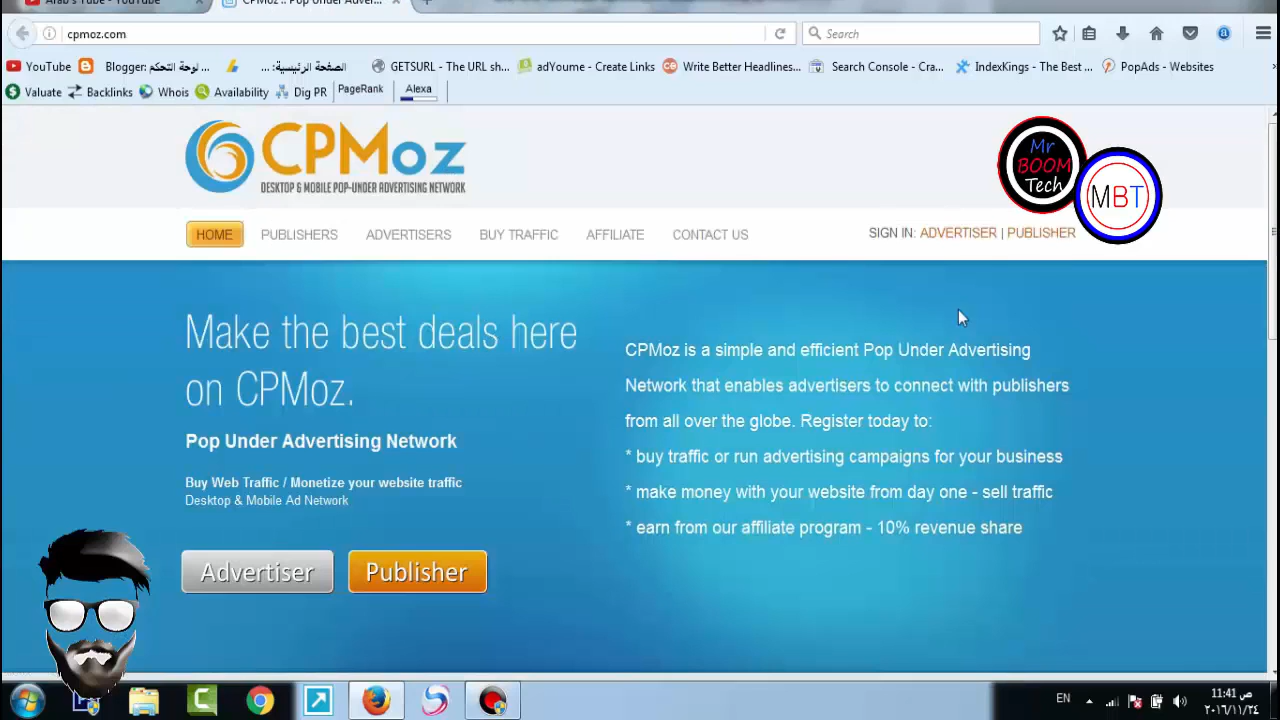 Arab's Tube - YouTube
CPMoz .. Pop Under Adver...
cpmoz.com
Search
YouTube
Blogger: لوحة التحكم ...
الصفحة الرئيسية: ...
GETSURL - The URL sh...
adYoume - Create Links
Write Better Headlines...
Search Console - Cra...
IndexKings - The Best ...
PopAds - Websites
Valuate
Backlinks
Whois
Availability
Dig PR
PageRank
Alexa
CPMoz
DESKTOP & MOBILE POP-UNDER ADVERTISING NETWORK
Mr
BOOM
Tech
MBT
HOME
PUBLISHERS
ADVERTISERS
BUY TRAFFIC
AFFILIATE
CONTACT US
SIGN IN: ADVERTISER | PUBLISHER
Make the best deals here
on CPMoz.
Pop Under Advertising Network
Buy Web Traffic / Monetize your website traffic
Desktop & Mobile Ad Network
Advertiser
Publisher
CPMoz is a simple and efficient Pop Under Advertising
Network that enables advertisers to connect with publishers
from all over the globe. Register today to:
* buy traffic or run advertising campaigns for your business
* make money with your website from day one - sell traffic
* earn from our affiliate program - 10% revenue share
EN
11:41 ص
٢٠١٦/١١/٢٤